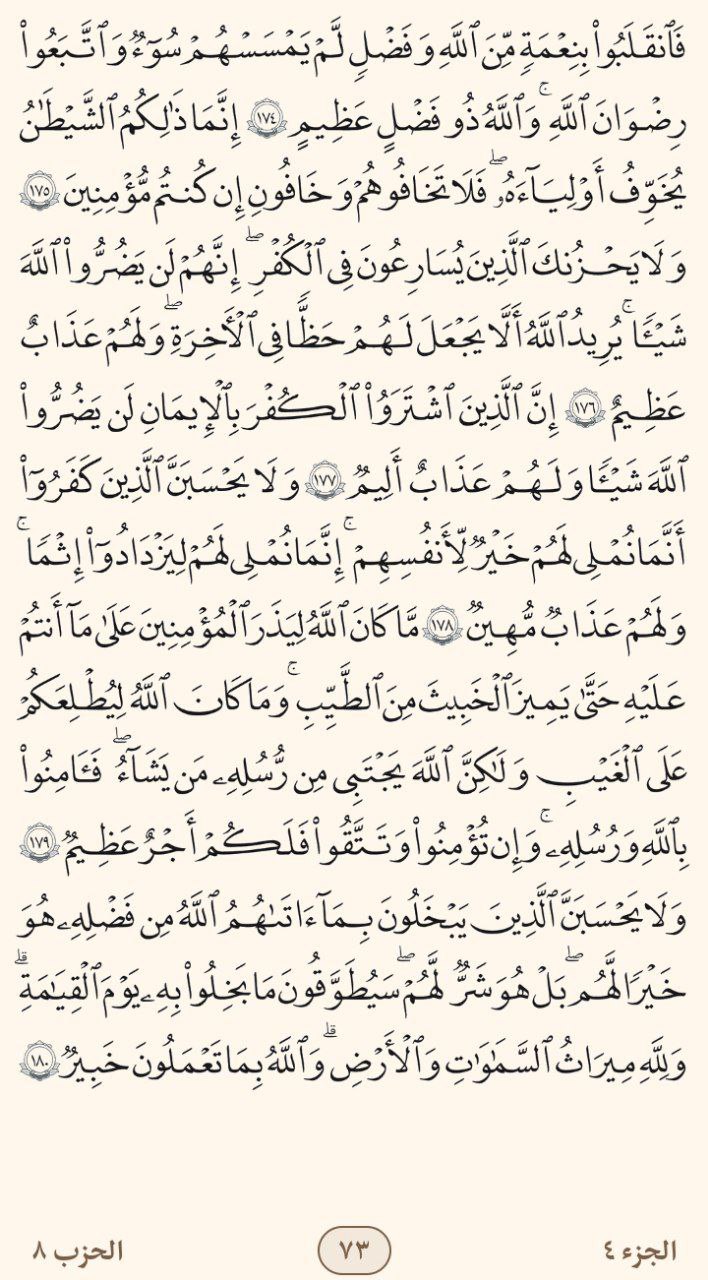 فَٱنقَلَبُوا۟ بِنِعْمَةٍ مِّنَ ٱللَّهِ وَفَضْلٍ لَّمْ يَمْسَسْهُمْ سُوٓءٌ وَٱتَّبَعُوا۟
رِضْوَٰنَ ٱللَّهِ ۚ وَٱللَّهُ ذُو فَضْلٍ عَظِيمٍ ١٧٤ إِنَّمَا ذَٰلِكُمُ ٱلشَّيْطَٰنُ
يُخَوِّفُ أَوْلِيَآءَهُۥ ۖ فَلَا تَخَافُوهُمْ وَخَافُونِ إِن كُنتُم مُّؤْمِنِينَ ١٧٥
وَلَا يَحْزُنكَ ٱلَّذِينَ يُسَٰرِعُونَ فِى ٱلْكُفْرِ ۖ إِنَّهُمْ لَن يَضُرُّوا۟ ٱللَّهَ
شَيْـًٔا ۚ يُرِيدُ ٱللَّهُ أَلَّا يَجْعَلَ لَهُمْ حَظًّا فِى ٱلْـَٔاخِرَةِ ۖ وَلَهُمْ عَذَابٌ
عَظِيمٌ ١٧٦ إِنَّ ٱلَّذِينَ ٱشْتَرَوُا۟ ٱلْكُفْرَ بِٱلْإِيمَٰنِ لَن يَضُرُّوا۟
ٱللَّهَ شَيْـًٔا وَلَهُمْ عَذَابٌ أَلِيمٌ ١٧٧ وَلَا يَحْسَبَنَّ ٱلَّذِينَ كَفَرُوٓا۟
أَنَّمَا نُمْلِى لَهُمْ خَيْرٌ لِّأَنفُسِهِمْ ۚ إِنَّمَا نُمْلِى لَهُمْ لِيَزْدَادُوٓا۟ إِثْمًا ۚ
وَلَهُمْ عَذَابٌ مُّهِينٌ ١٧٨ مَّا كَانَ ٱللَّهُ لِيَذَرَ ٱلْمُؤْمِنِينَ عَلَىٰ مَآ أَنتُمْ
عَلَيْهِ حَتَّىٰ يَمِيزَ ٱلْخَبِيثَ مِنَ ٱلطَّيِّبِ ۗ وَمَا كَانَ ٱللَّهُ لِيُطْلِعَكُمْ
عَلَى ٱلْغَيْبِ وَلَٰكِنَّ ٱللَّهَ يَجْتَبِى مِن رُّسُلِهِۦ مَن يَشَآءُ ۖ فَـَٔامِنُوا۟
بِٱللَّهِ وَرُسُلِهِۦ ۚ وَإِن تُؤْمِنُوا۟ وَتَتَّقُوا۟ فَلَكُمْ أَجْرٌ عَظِيمٌ ١٧٩
وَلَا يَحْسَبَنَّ ٱلَّذِينَ يَبْخَلُونَ بِمَآ ءَاتَىٰهُمُ ٱللَّهُ مِن فَضْلِهِۦ هُوَ
خَيْرًا لَّهُم ۖ بَلْ هُوَ شَرٌّ لَّهُمْ ۖ سَيُطَوَّقُونَ مَا بَخِلُوا۟ بِهِۦ يَوْمَ ٱلْقِيَٰمَةِ ۗ
وَلِلَّهِ مِيرَٰثُ ٱلسَّمَٰوَٰتِ وَٱلْأَرْضِ ۗ وَٱللَّهُ بِمَا تَعْمَلُونَ خَبِيرٌ ١٨٠
الجزء ٤ ٧٣ الحزب ٨